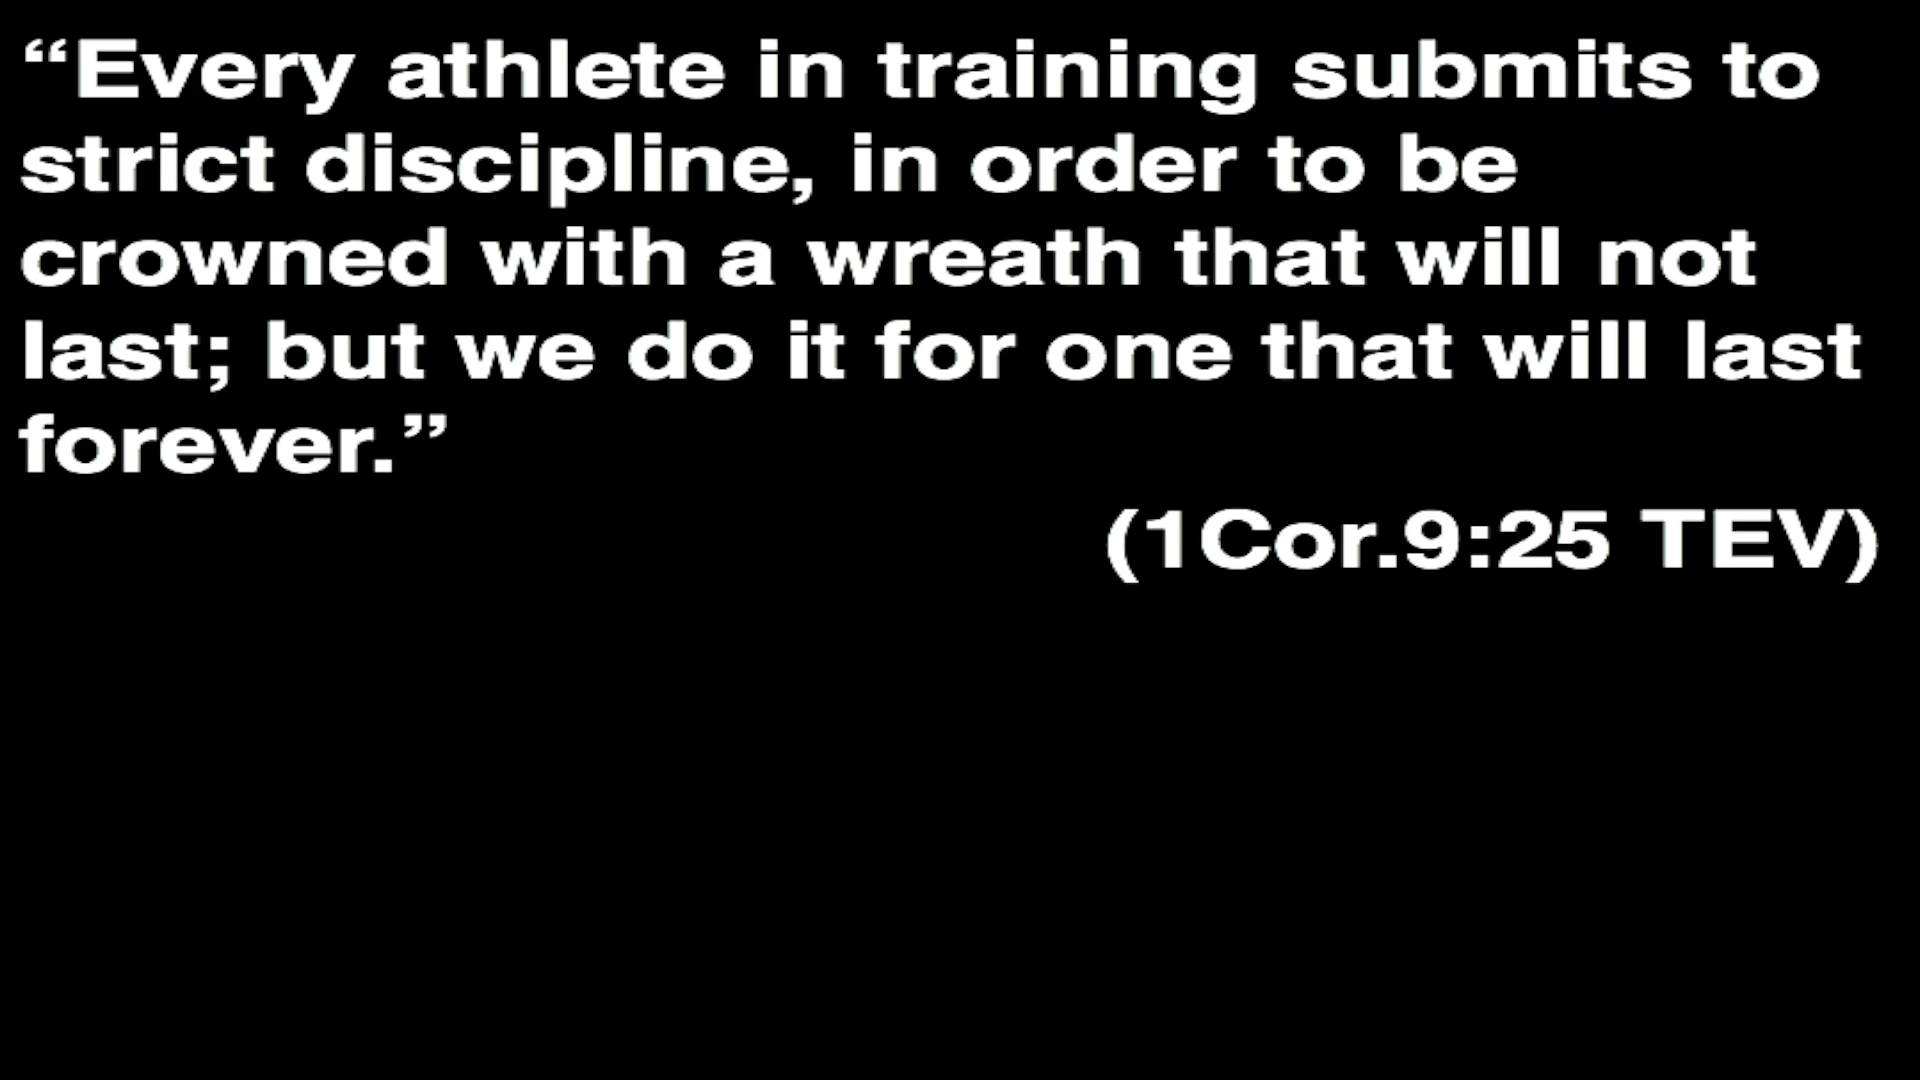 “Every athlete in training submits to
strict discipline, in order to be
crowned with a wreath that will not
last; but we do it for one that will last
forever.”
(1Cor.9:25 TEV)